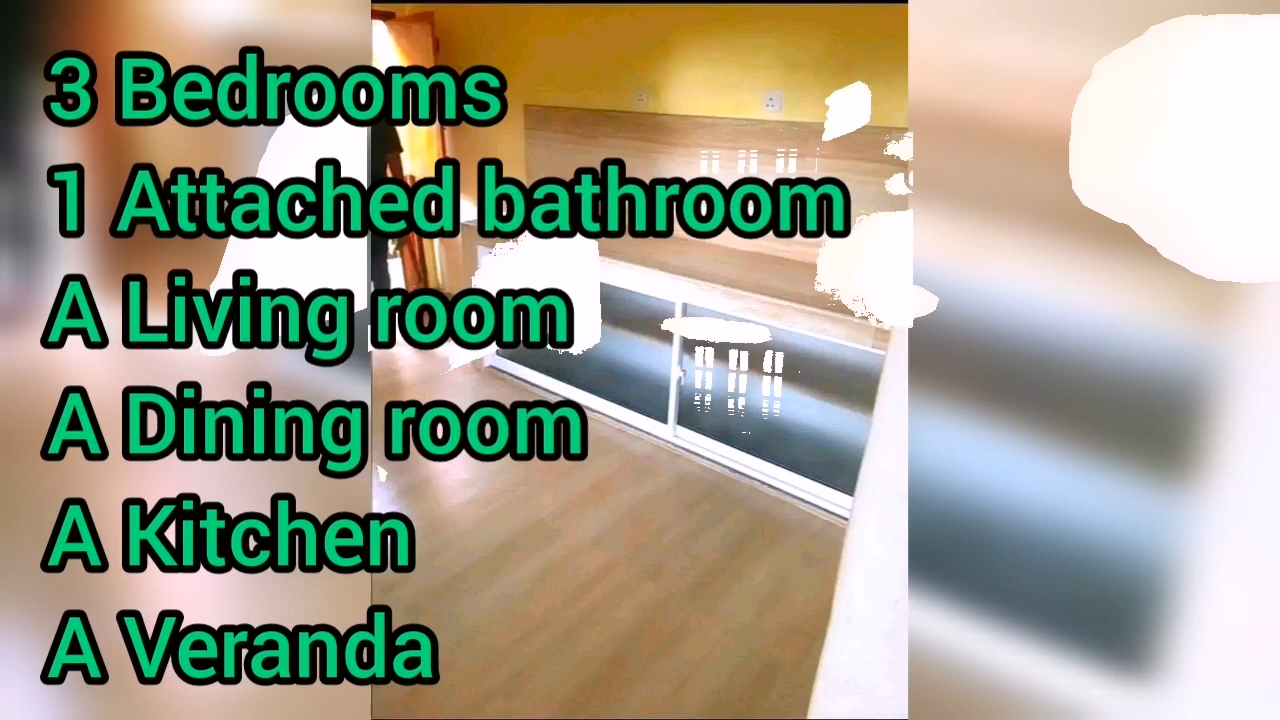 3 Bedrooms
1 Attached bathroom
A Living room
A Dining room
A Kitchen
A Veranda